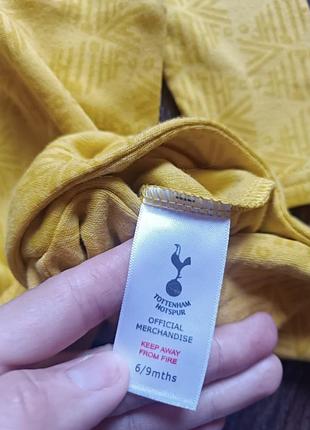 TOTTENHAM
HOTSPUR
OFFICIAL
MERCHANDISE
KEEP AWAY
FROM FIRE
6/9mths